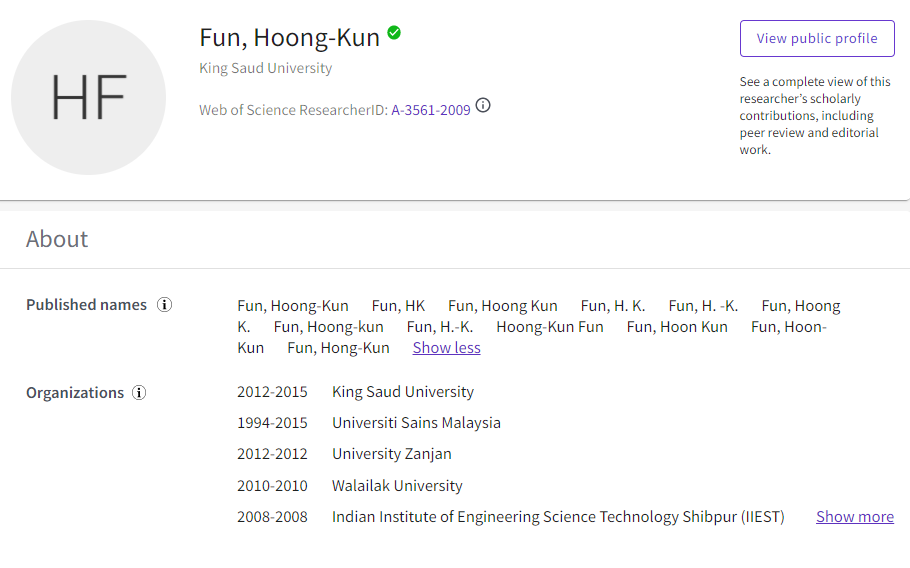 HF
Fun, Hoong-Kun
King Saud University
Web of Science ResearcherID: A-3561-2009
View public profile
See a complete view of this
researcher's scholarly
contributions, including
peer review and editorial
work.
About
Published names
Fun, Hoong-Kun Fun, HK Fun, Hoong Kun Fun, H. K. Fun, H. -K. Fun, Hoong
K. Fun, Hoong-kun Fun, H.-K. Hoong-Kun Fun Fun, Hoon Kun Fun, Hoon-
Kun Fun, Hong-Kun Show less
Organizations
2012-2015 King Saud University
1994-2015 Universiti Sains Malaysia
2012-2012 University Zanjan
2010-2010 Walailak University
2008-2008 Indian Institute of Engineering Science Technology Shibpur (IIEST) Show more